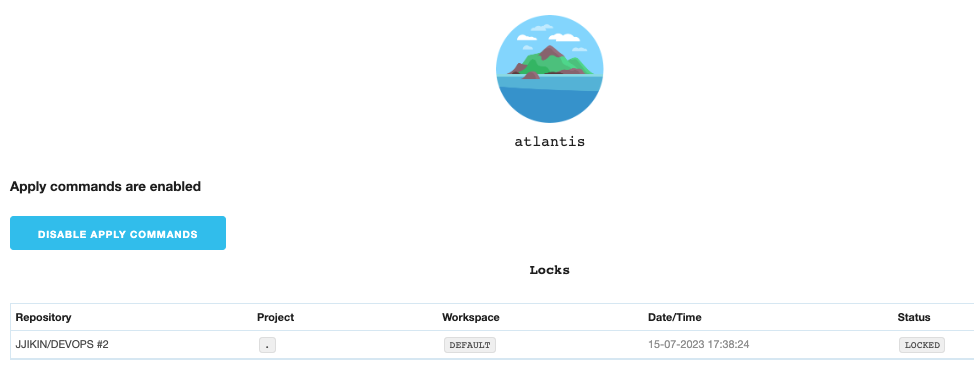 atlantis
Apply commands are enabled
DISABLE APPLY COMMANDS
Locks
Repository Project Workspace Date/Time Status
JJIKIN/DEVOPS #2 . DEFAULT 15-07-2023 17:38:24 LOCKED